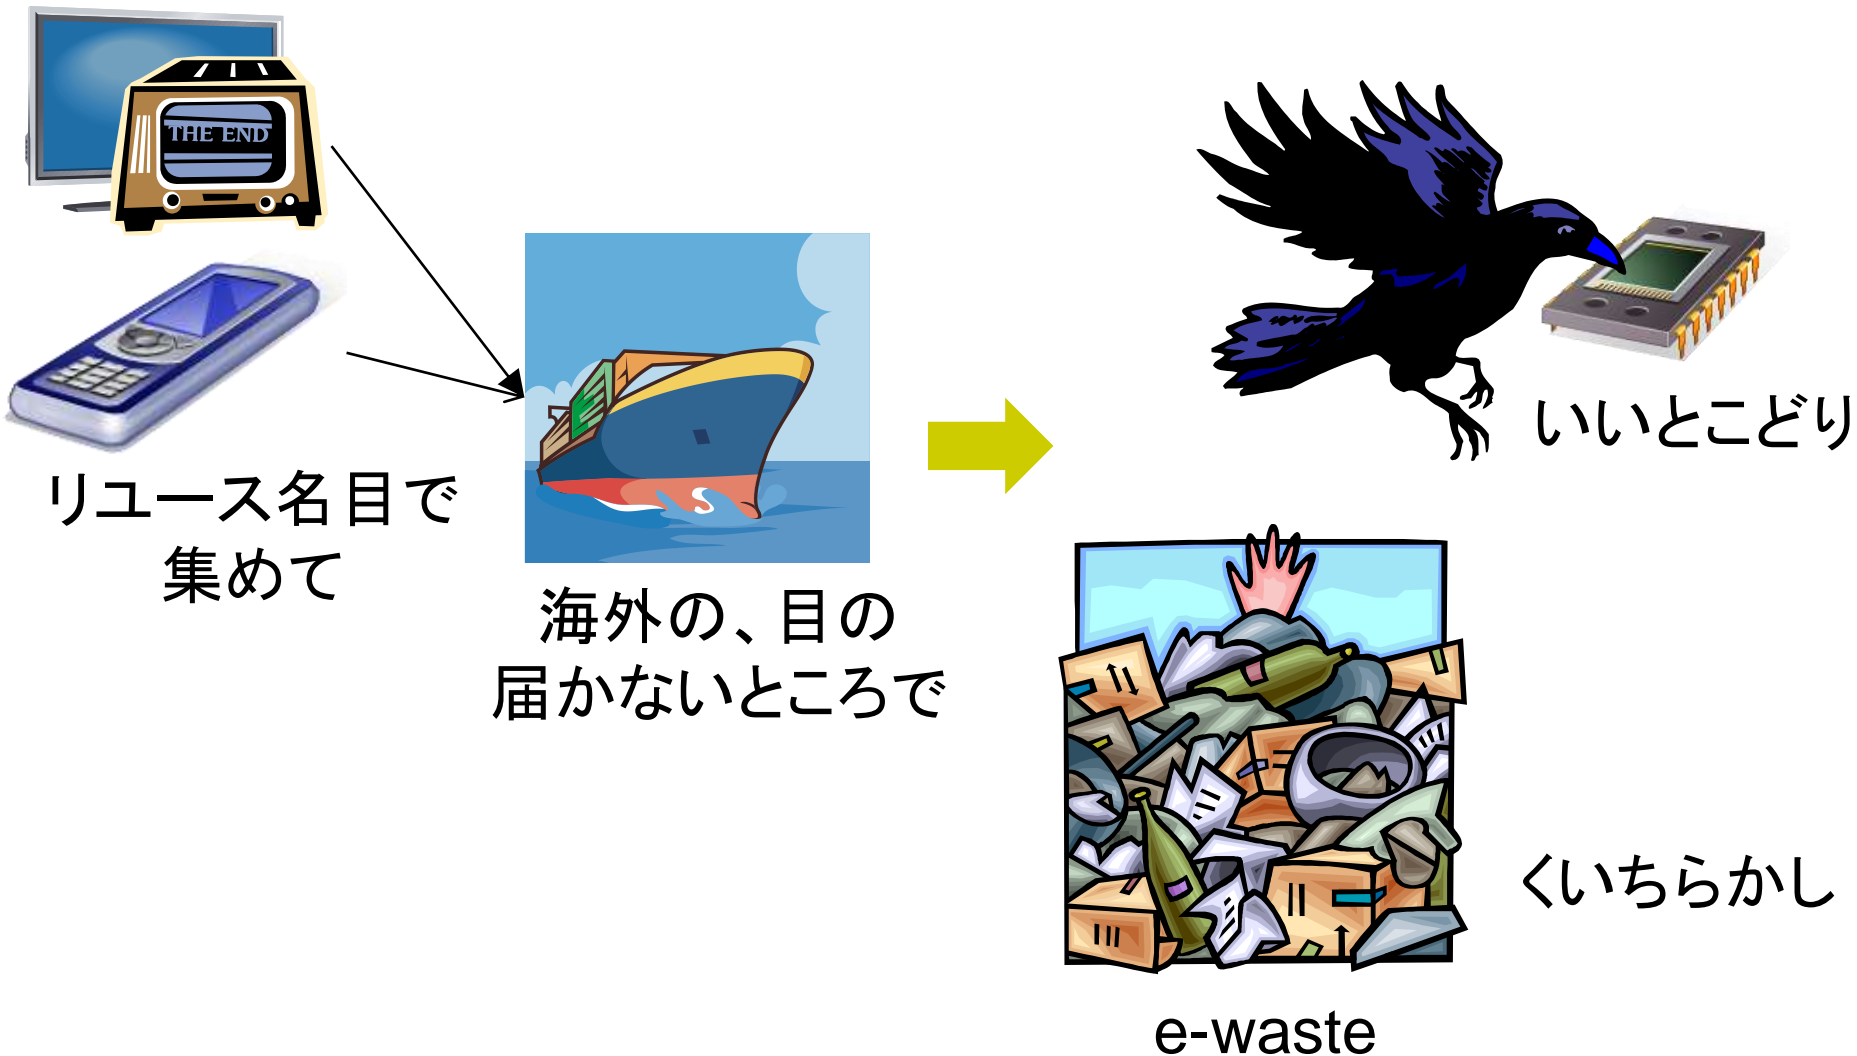 THE END
リユース名目で
集めて
海外の、目の
届かないところで
いいとこどり
くいちらかし
e-waste